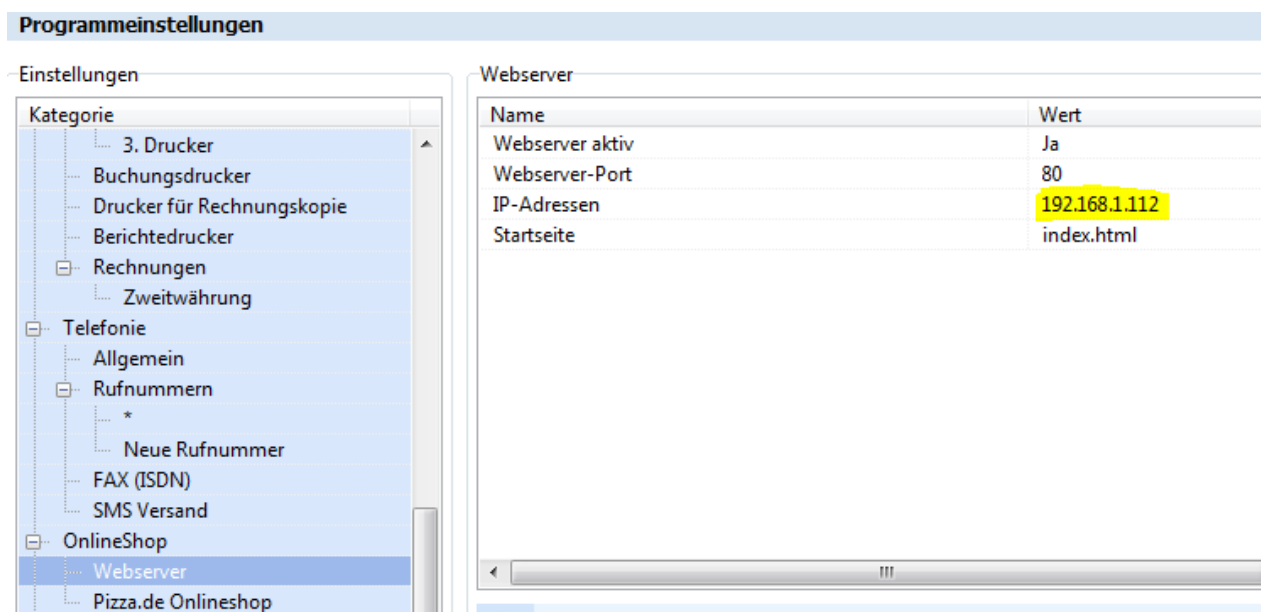 Programmeinstellungen
Einstellungen
Kategorie
3. Drucker
Buchungsdrucker
Drucker für Rechnungskopie
Berichtedrucker
Rechnungen
Zweitwährung
Telefonie
Allgemein
Rufnummern
*
Neue Rufnummer
FAX (ISDN)
SMS Versand
OnlineShop
Webserver
Pizza.de Onlineshop
Webserver
Name Wert
Webserver aktiv Ja
Webserver-Port 80
IP-Adressen 192.168.1.112
Startseite index.html